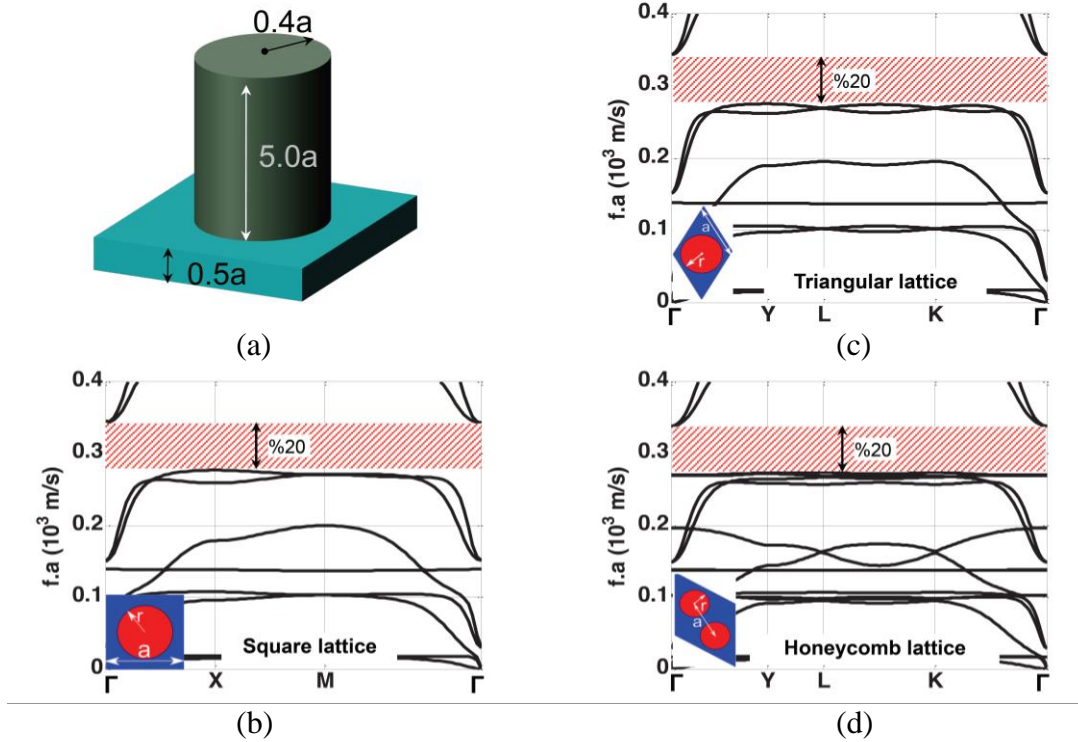 0.4a
5.0a
0.5a
(a)
0.4
0.3
0.2
0.1
0
f.a (10³ m/s)
%20
a
r
Triangular lattice
Γ Y L K Γ
(c)
0.4
0.3
0.2
0.1
0
f.a (10³ m/s)
%20
r
a
Square lattice
Γ X M Γ
(b)
0.4
0.3
0.2
0.1
0
f.a (10³ m/s)
%20
r
a
Honeycomb lattice
Γ Y L K Γ
(d)